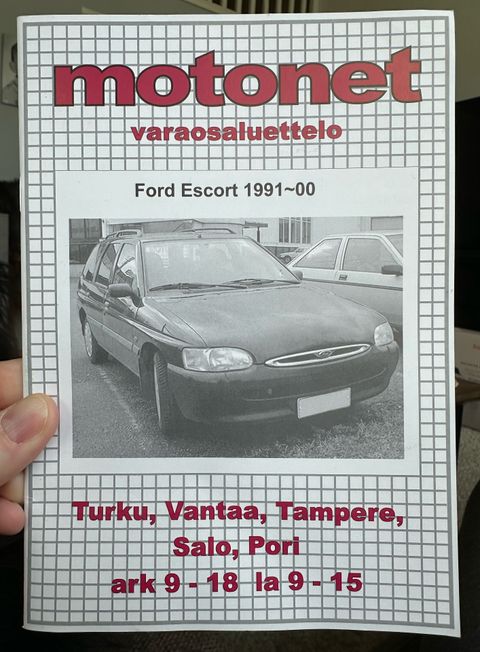 motonet
varaosaluettelo
Ford Escort 1991~00
Turku, Vantaa, Tampere,
Salo, Pori
ark 9 - 18 la 9 - 15